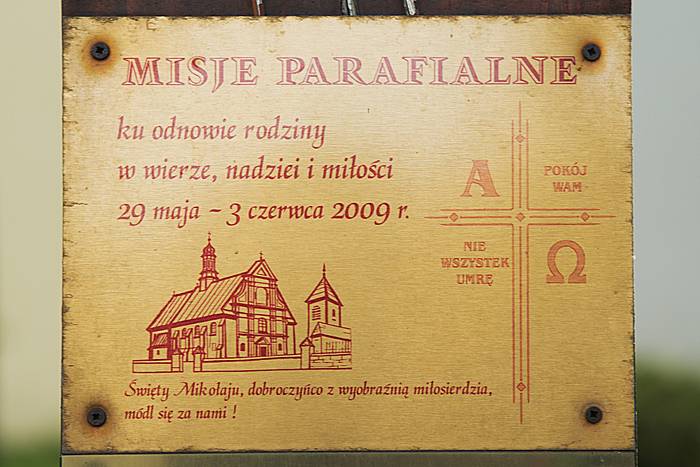 MISJE PARAFIALNE
ku odnowie rodziny
w wierze, nadziei i miłości
29 maja – 3 czerwca 2009 r.
A
POKÓJ
WAM
NIE
WSZYSTEK
UMRĘ
Ω
Święty Mikołaju, dobroczyńco z wyobraźnią miłosierdzia,
módl się za nami !